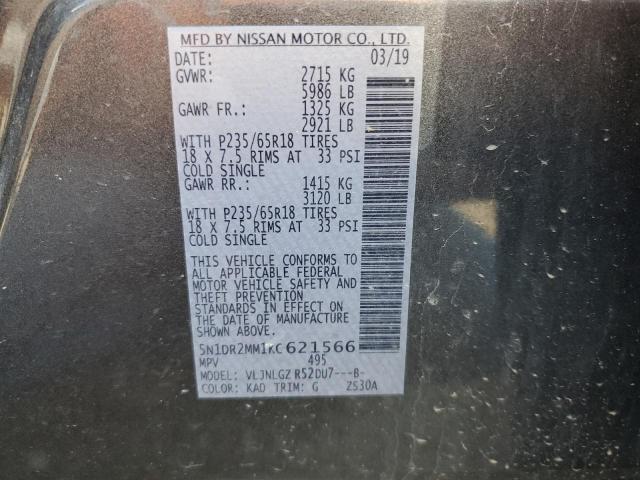 MFD BY NISSAN MOTOR CO., LTD.
DATE: 03/19
GVWR: 2715 KG
5986 LB
GAWR FR.: 1325 KG
2921 LB
WITH P235/65R18 TIRES
18 X 7.5 RIMS AT 33 PSI
COLD SINGLE
GAWR RR.: 1415 KG
3120 LB
WITH P235/65R18 TIRES
18 X 7.5 RIMS AT 33 PSI
COLD SINGLE
THIS VEHICLE CONFORMS TO
ALL APPLICABLE FEDERAL
MOTOR VEHICLE SAFETY AND
THEFT PREVENTION
STANDARDS IN EFFECT ON
THE DATE OF MANUFACTURE
SHOWN ABOVE.
5N1DR2MM1KC621566
MPV 495
MODEL: VLJNLGZ R52DU7---B-
COLOR: KAD TRIM: G ZS30A